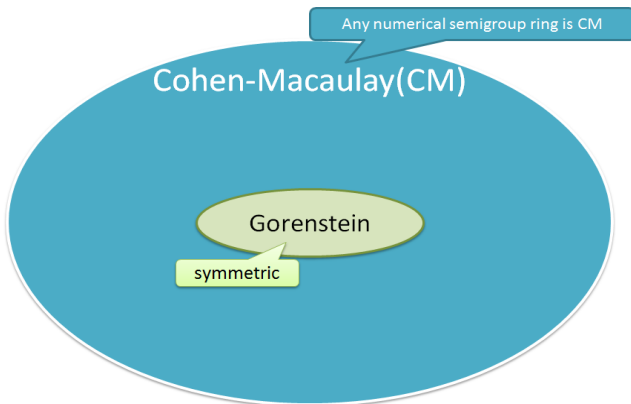 Any numerical semigroup ring is CM
Cohen-Macaulay(CM)
Gorenstein
symmetric